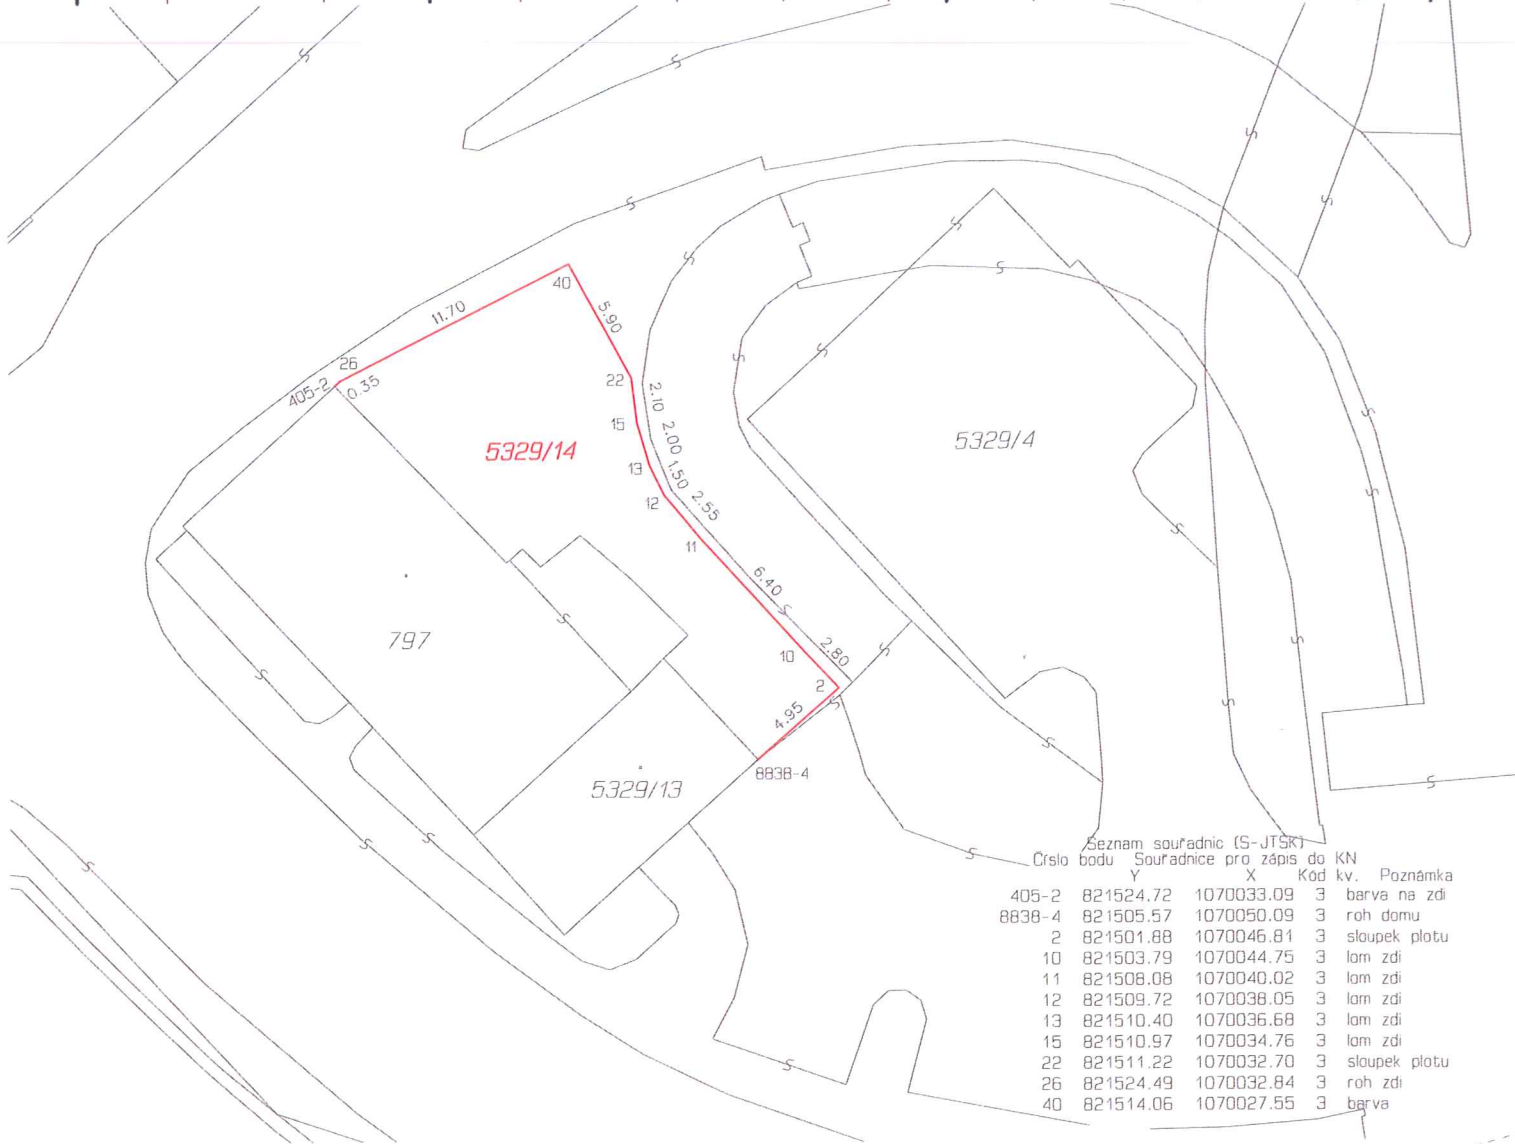 40
11.70
5.90
26
405-2
0.35
22
2.10
15
2.00
5329/14
5329/4
13
1.50
12
2.55
11
6.40
797
10
2.80
2
4.95
8838-4
5329/13
Seznam souřadnic (S-JTSK)
Číslo bodu Souřadnice pro zápis do KN
Y X Kód kv. Poznámka
405-2 821524.72 1070033.09 3 barva na zdi
8838-4 821505.57 1070050.09 3 roh domu
2 821501.88 1070046.81 3 sloupek plotu
10 821503.79 1070044.75 3 lom zdi
11 821508.08 1070040.02 3 lom zdi
12 821509.72 1070038.05 3 lom zdi
13 821510.40 1070036.68 3 lom zdi
15 821510.97 1070034.76 3 lom zdi
22 821511.22 1070032.70 3 sloupek plotu
26 821524.49 1070032.84 3 roh zdi
40 821514.06 1070027.55 3 barva